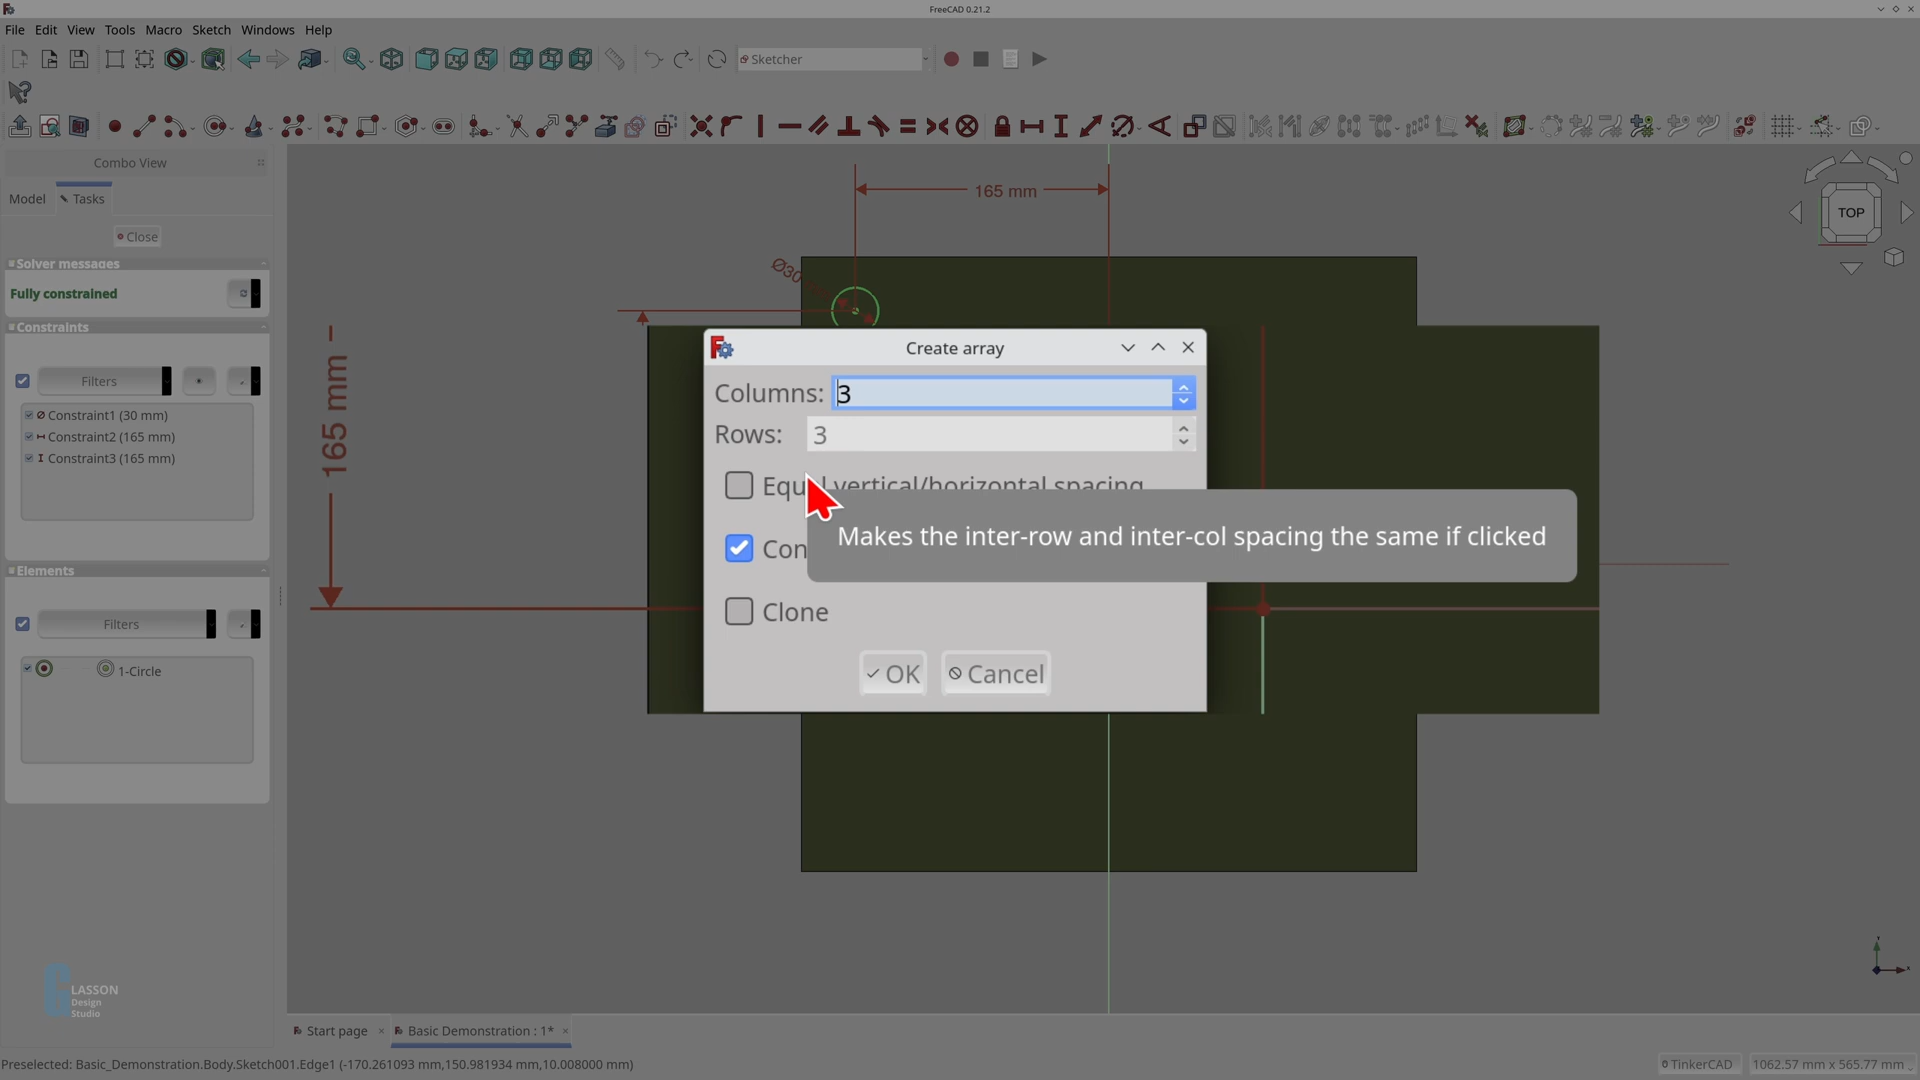 FreeCAD 0.21.2
File Edit View Tools Macro Sketch Windows Help
Sketcher
Combo View
Model Tasks
Close
Solver messages
Fully constrained
Constraints
Filters
Constraint1 (30 mm)
Constraint2 (165 mm)
Constraint3 (165 mm)
Elements
Filters
1-Circle
165 mm
TOP
Ø30
165 mm
Create array
Columns: 3
Rows: 3
Equal vertical/horizontal spacing
Makes the inter-row and inter-col spacing the same if clicked
Con
Clone
OK Cancel
LASSON
Design
Studio
Start page Basic Demonstration : 1*
Preselected: Basic_Demonstration.Body.Sketch001.Edge1 (-170.261093 mm,150.981934 mm,10.008000 mm)
TinkerCAD 1062.57 mm x 565.77 mm